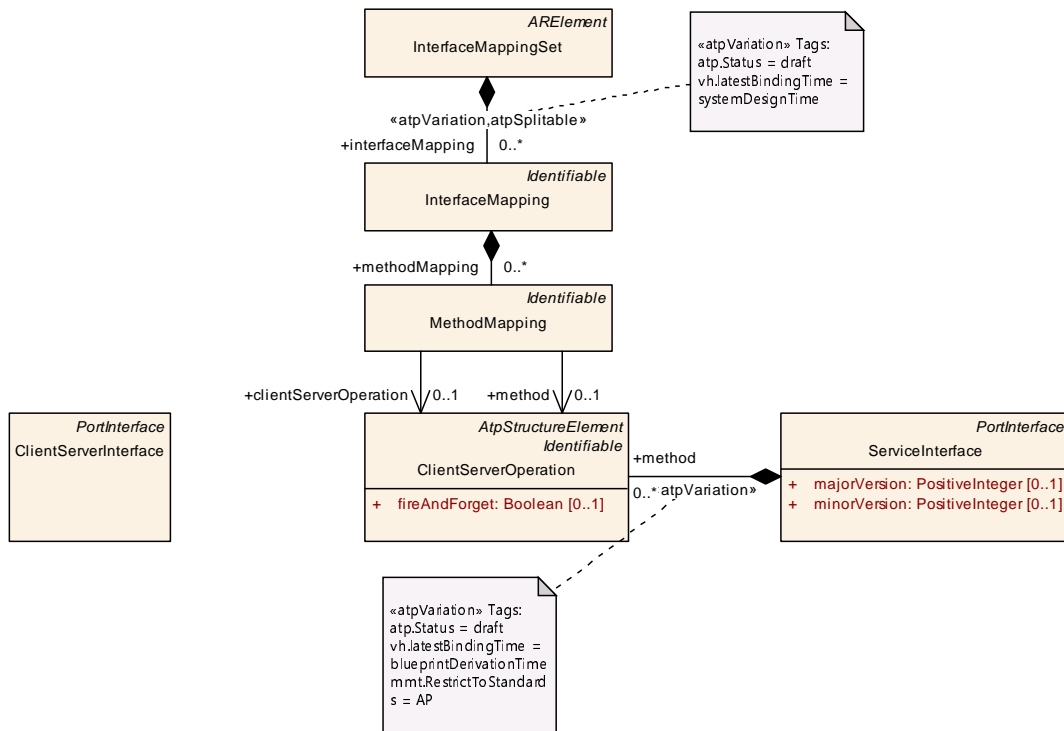 ARElement
InterfaceMappingSet
«atpVariation» Tags:
atp.Status = draft
vh.latestBindingTime =
systemDesignTime
«atpVariation,atpSplitable»
+interfaceMapping 0..*
Identifiable
InterfaceMapping
+methodMapping 0..*
Identifiable
MethodMapping
+clientServerOperation 0..1
+method 0..1
PortInterface
ClientServerInterface
AtpStructureElement
Identifiable
ClientServerOperation
+ fireAndForget: Boolean [0..1]
+method
0..* atpVariation»
PortInterface
ServiceInterface
+ majorVersion: PositiveInteger [0..1]
+ minorVersion: PositiveInteger [0..1]
«atpVariation» Tags:
atp.Status = draft
vh.latestBindingTime =
blueprintDerivationTime
mmt.RestrictToStandard
s = AP